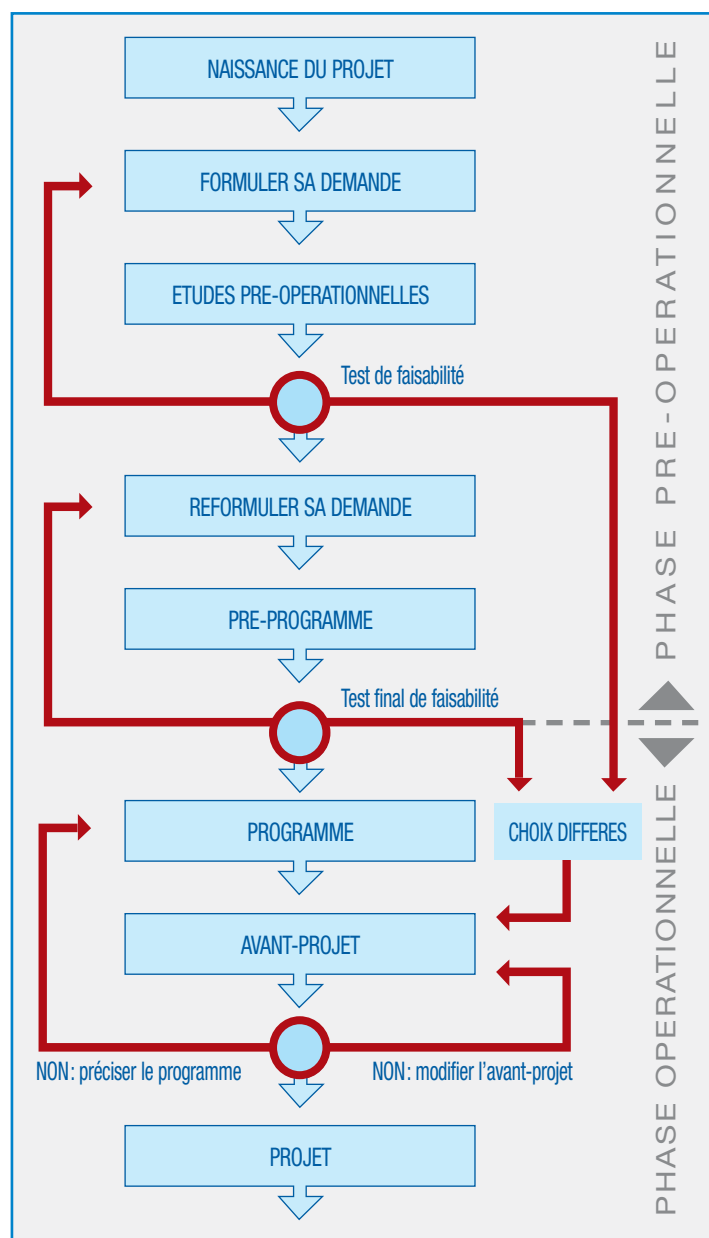 NAISSANCE DU PROJET
FORMULER SA DEMANDE
ETUDES PRE-OPERATIONNELLES
Test de faisabilité
REFORMULER SA DEMANDE
PRE-PROGRAMME
Test final de faisabilité
PROGRAMME
CHOIX DIFFERES
AVANT-PROJET
NON: préciser le programme
NON: modifier l'avant-projet
PROJET
PHASE PRE-OPERATIONNELLE
PHASE OPERATIONNELLE